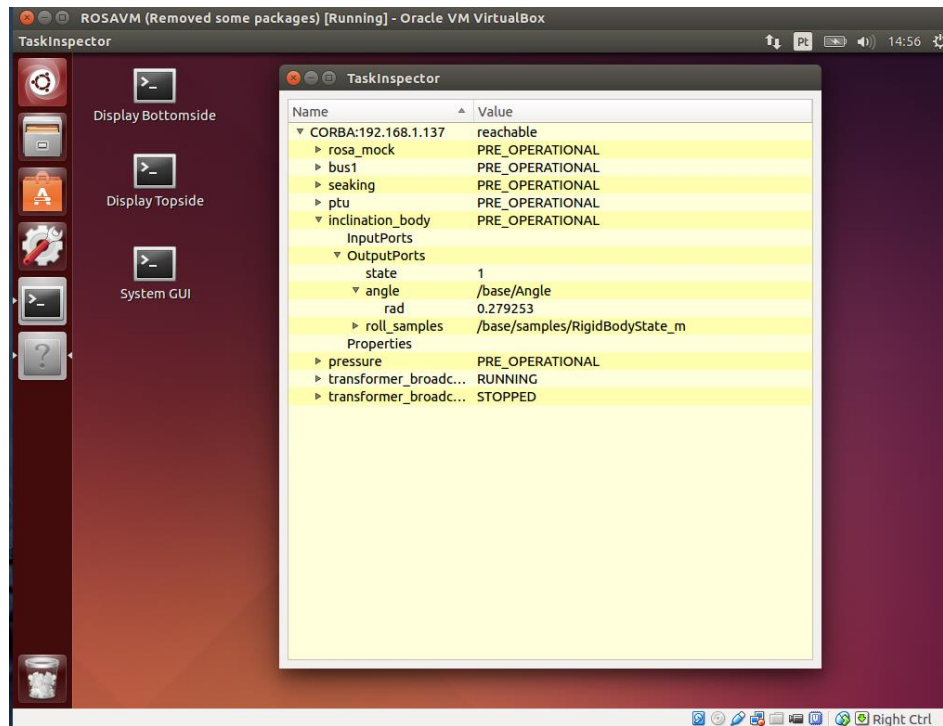 ROSAVM (Removed some packages) [Running] - Oracle VM VirtualBox
TaskInspector
Pt
14:56
Display Bottomside
Display Topside
System GUI
TaskInspector
Name Value
CORBA:192.168.1.137 reachable
rosa_mock PRE_OPERATIONAL
bus1 PRE_OPERATIONAL
seaking PRE_OPERATIONAL
ptu PRE_OPERATIONAL
inclination_body PRE_OPERATIONAL
InputPorts
OutputPorts
state 1
angle /base/Angle
rad 0.279253
roll_samples /base/samples/RigidBodyState_m
Properties
pressure PRE_OPERATIONAL
transformer_broadc... RUNNING
transformer_broadc... STOPPED
Right Ctrl